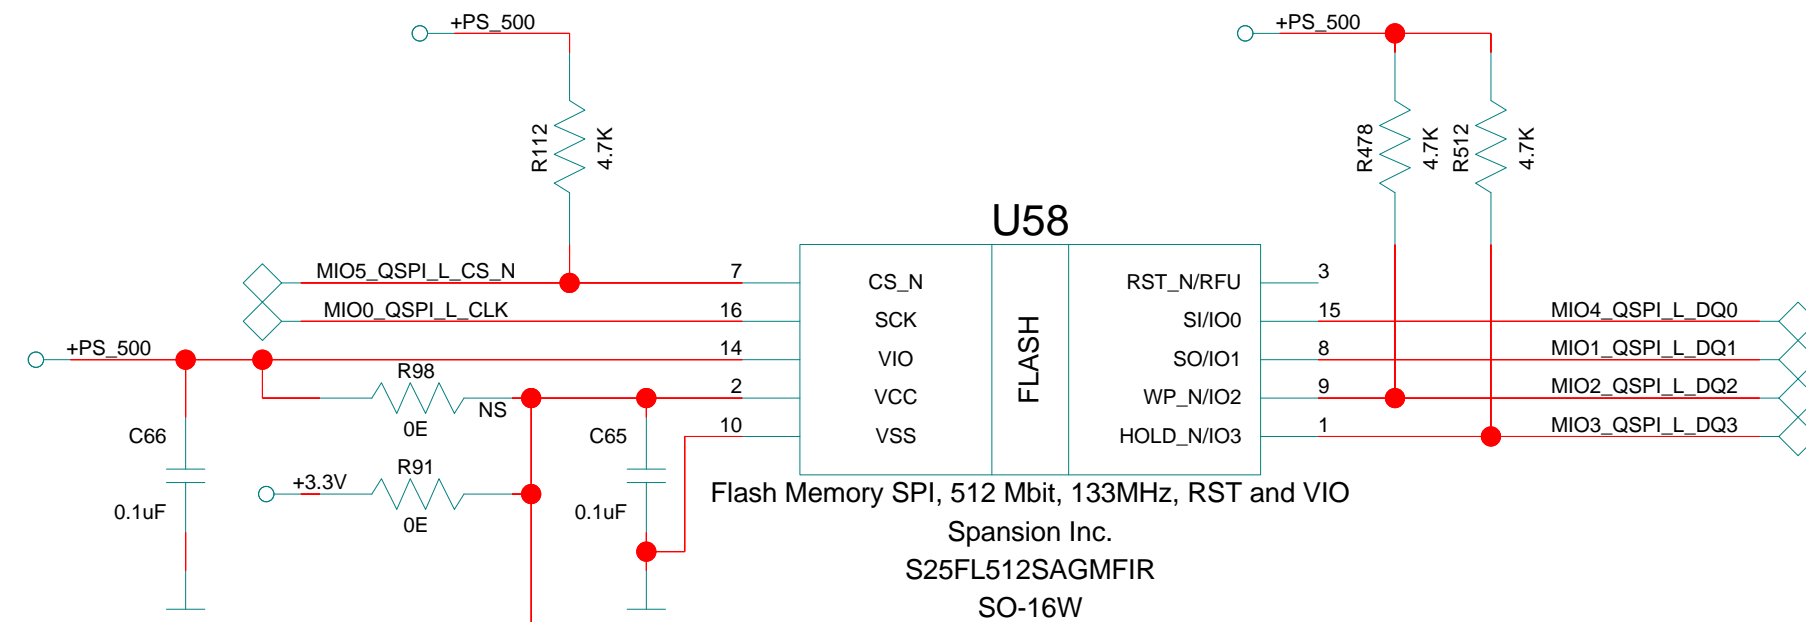 +PS_500
+PS_500
R112
4.7K
R478
4.7K
R512
4.7K
U58
MIO5_QSPI_L_CS_N
7
CS_N
RST_N/RFU
3
MIO0_QSPI_L_CLK
16
SCK
SI/IO0
15
MIO4_QSPI_L_DQ0
+PS_500
14
VIO
FLASH
SO/IO1
8
MIO1_QSPI_L_DQ1
R98
0E
NS
2
VCC
WP_N/IO2
9
MIO2_QSPI_L_DQ2
C66
0.1uF
C65
0.1uF
10
VSS
HOLD_N/IO3
1
MIO3_QSPI_L_DQ3
+3.3V
R91
0E
Flash Memory SPI, 512 Mbit, 133MHz, RST and VIO
Spansion Inc.
S25FL512SAGMFIR
SO-16W